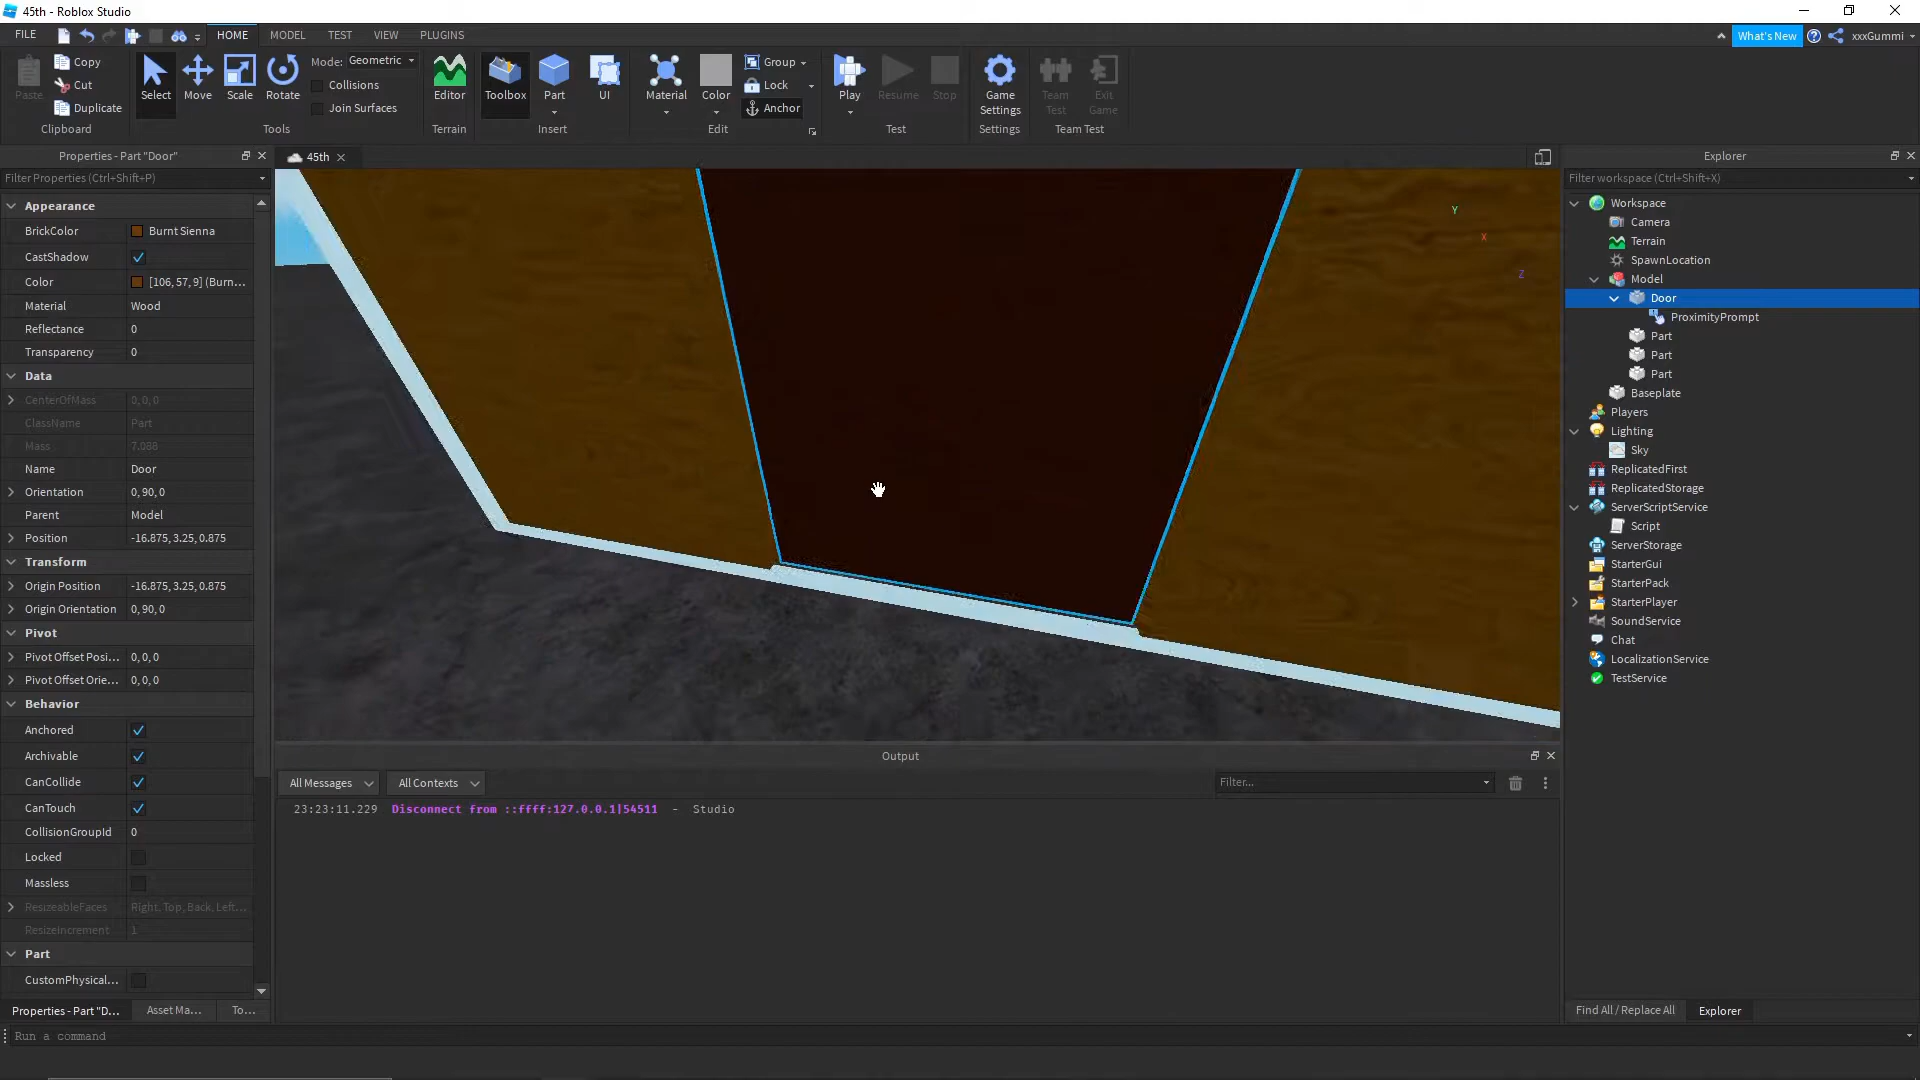 45th - Roblox Studio
FILE HOME MODEL TEST VIEW PLUGINS What's New xxxGummi
Paste Copy Cut Duplicate Clipboard
Select Move Scale Rotate Mode: Geometric Collisions Join Surfaces Tools
Editor Terrain
Toolbox Part UI Insert
Material Color Group Lock Anchor Edit
Play Resume Stop Test
Game Settings Settings
Team Test Exit Game Team Test
Properties - Part "Door"
Filter Properties (Ctrl+Shift+P)
Appearance
BrickColor Burnt Sienna
CastShadow
Color [106, 57, 9] (Burn...
Material Wood
Reflectance 0
Transparency 0
Data
CenterOfMass 0, 0, 0
ClassName Part
Mass 7.088
Name Door
Orientation 0, 90, 0
Parent Model
Position -16.875, 3.25, 0.875
Transform
Origin Position -16.875, 3.25, 0.875
Origin Orientation 0, 90, 0
Pivot
Pivot Offset Posi... 0, 0, 0
Pivot Offset Orie... 0, 0, 0
Behavior
Anchored
Archivable
CanCollide
CanTouch
CollisionGroupId 0
Locked
Massless
ResizeableFaces Right, Top, Back, Left...
ResizeIncrement 1
Part
CustomPhysical...
Properties - Part "D... Asset Ma... To...
Run a command
45th
Y
X
Z
Output
All Messages All Contexts Filter...
23:23:11.229 Disconnect from ::ffff:127.0.0.1|54511 - Studio
Explorer
Filter workspace (Ctrl+Shift+X)
Workspace
Camera
Terrain
SpawnLocation
Model
Door
ProximityPrompt
Part
Part
Part
Baseplate
Players
Lighting
Sky
ReplicatedFirst
ReplicatedStorage
ServerScriptService
Script
ServerStorage
StarterGui
StarterPack
StarterPlayer
SoundService
Chat
LocalizationService
TestService
Find All / Replace All Explorer